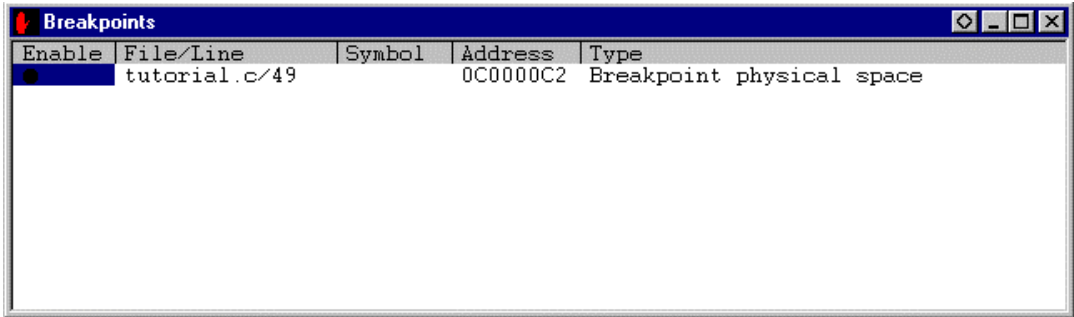 Breakpoints
Enable File/Line Symbol Address Type
tutorial.c/49 0C0000C2 Breakpoint physical space